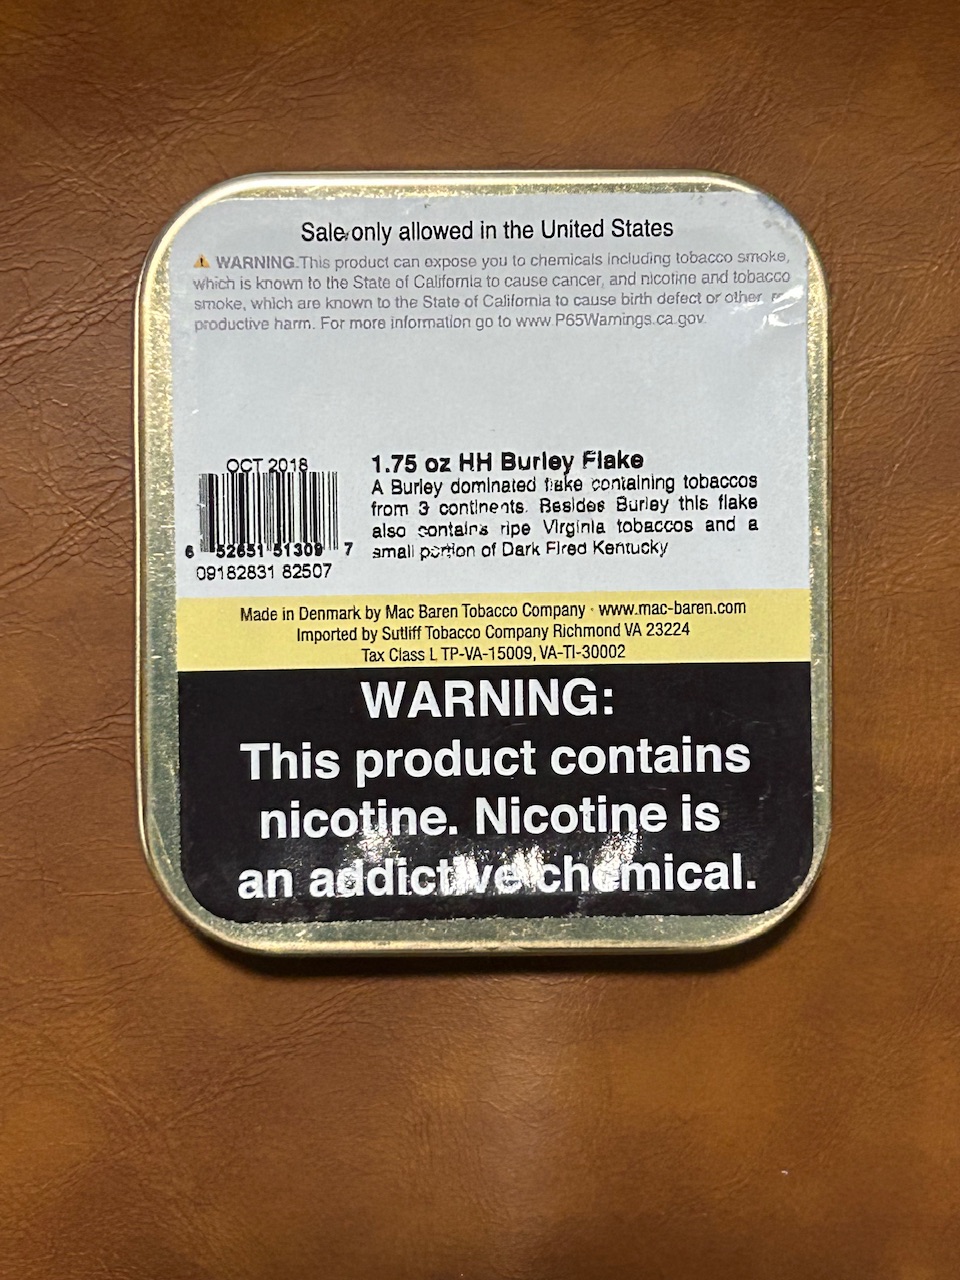 Sale only allowed in the United States
⚠ WARNING.This product can expose you to chemicals including tobacco smoke,
which is known to the State of California to cause cancer, and nicotine and tobacco
smoke, which are known to the State of California to cause birth defect or other re
productive harm. For more information go to www.P65Warnings.ca.gov.
OCT 2018
6 52651 51309 7
09182831 82507
1.75 oz HH Burley Flake
A Burley dominated flake containing tobaccos
from 3 continents. Besides Burley this flake
also contains ripe Virginia tobaccos and a
small portion of Dark Fired Kentucky
Made in Denmark by Mac Baren Tobacco Company · www.mac-baren.com
Imported by Sutliff Tobacco Company Richmond VA 23224
Tax Class L TP-VA-15009, VA-TI-30002
WARNING:
This product contains
nicotine. Nicotine is
an addictive chemical.